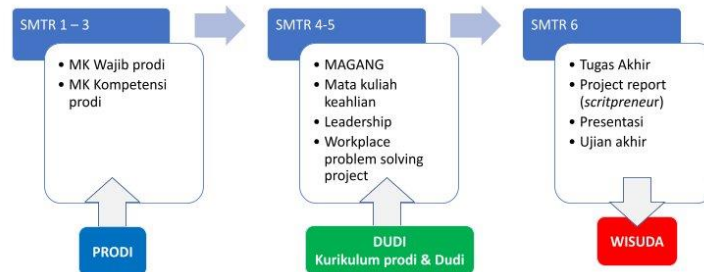 SMTR 1 – 3
• MK Wajib prodi
• MK Kompetensi
prodi
PRODI
SMTR 4-5
• MAGANG
• Mata kuliah
keahlian
• Leadership
• Workplace
problem solving
project
DUDI
Kurikulum prodi & Dudi
SMTR 6
• Tugas Akhir
• Project report
(scritpreneur)
• Presentasi
• Ujian akhir
WISUDA